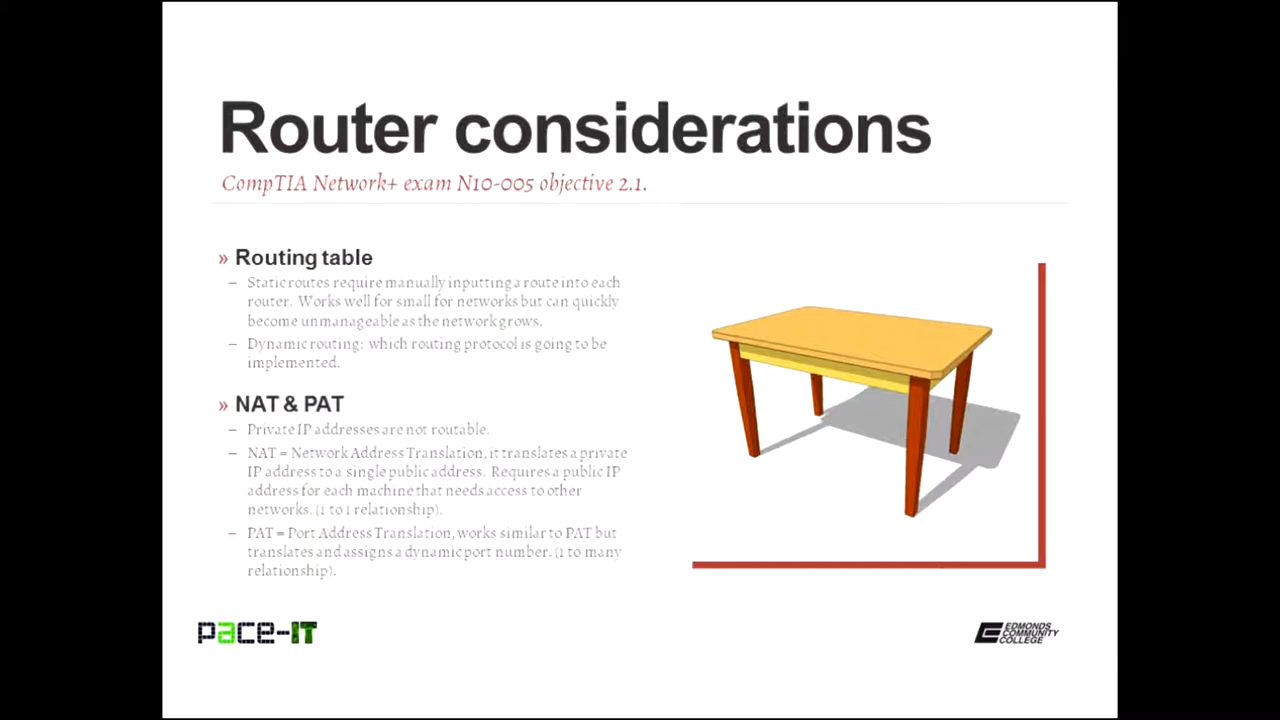 Router considerations
CompTIA Network+ exam N10-005 objective 2.1.
» Routing table
– Static routes require manually inputting a route into each
router. Works well for small for networks but can quickly
become unmanageable as the network grows.
– Dynamic routing: which routing protocol is going to be
implemented.
» NAT & PAT
– Private IP addresses are not routable.
– NAT = Network Address Translation, it translates a private
IP address to a single public address. Requires a public IP
address for each machine that needs access to other
networks. (1 to 1 relationship).
– PAT = Port Address Translation, works similar to PAT but
translates and assigns a dynamic port number. (1 to many
relationship).
pace-IT
EDMONDS
COMMUNITY
COLLEGE